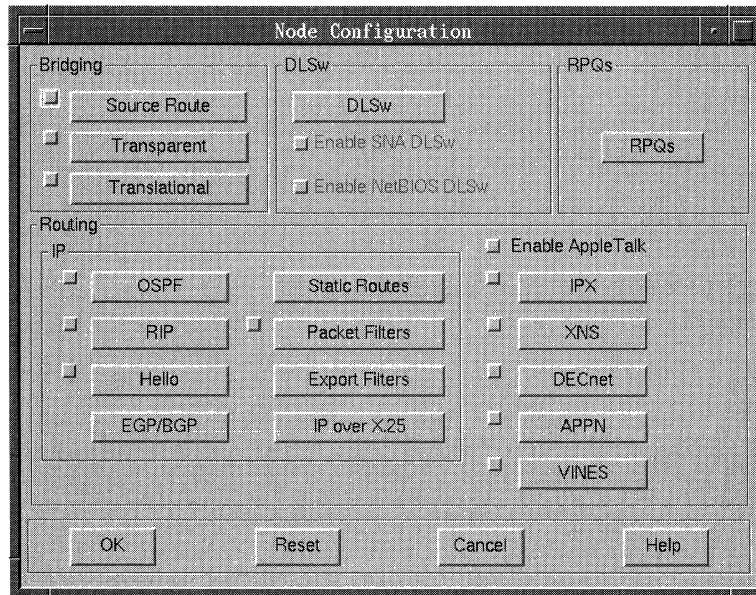 Node Configuration
Bridging
Source Route
Transparent
Translational
DLSw
DLSw
Enable SNA DLSw
Enable NetBIOS DLSw
RPQs
RPQs
Routing
IP
OSPF
RIP
Hello
EGP/BGP
Static Routes
Packet Filters
Export Filters
IP over X.25
Enable AppleTalk
IPX
XNS
DECnet
APPN
VINES
OK
Reset
Cancel
Help